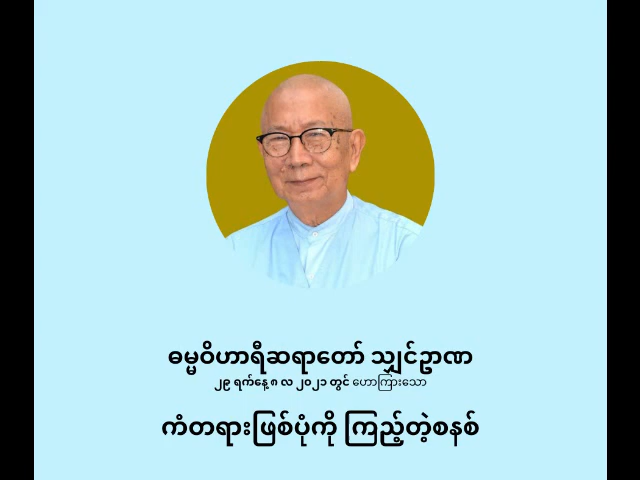 ဓမ္မဝိဟာရီဆရာတော် သျှင်ဥာဏ
၂၉ ရက်နေ့ ၈ လ ၂၀၂၁ တွင် ဟောကြားသော
ကံတရားဖြစ်ပုံကို ကြည့်တဲ့စနစ်